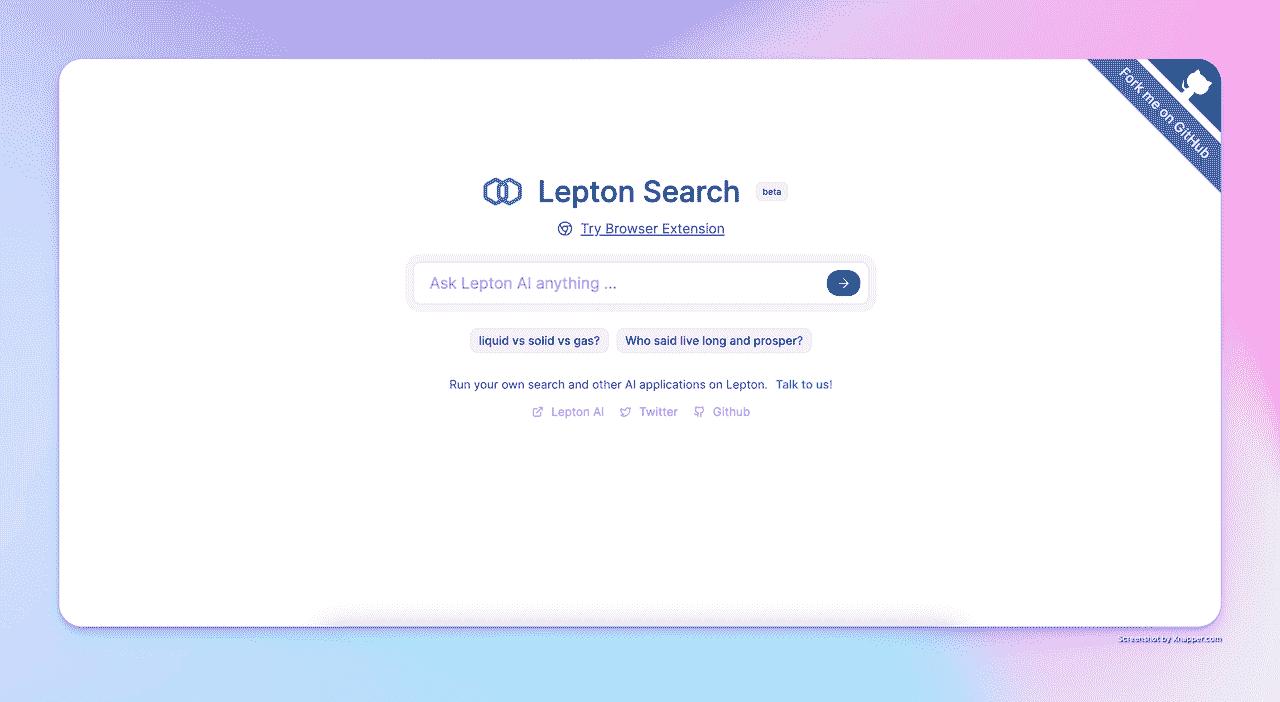 Fork me on GitHub
Lepton Search beta
Try Browser Extension
Ask Lepton AI anything ...
liquid vs solid vs gas? Who said live long and prosper?
Run your own search and other AI applications on Lepton. Talk to us!
Lepton AI Twitter Github
Screenshot by Xnapper.com